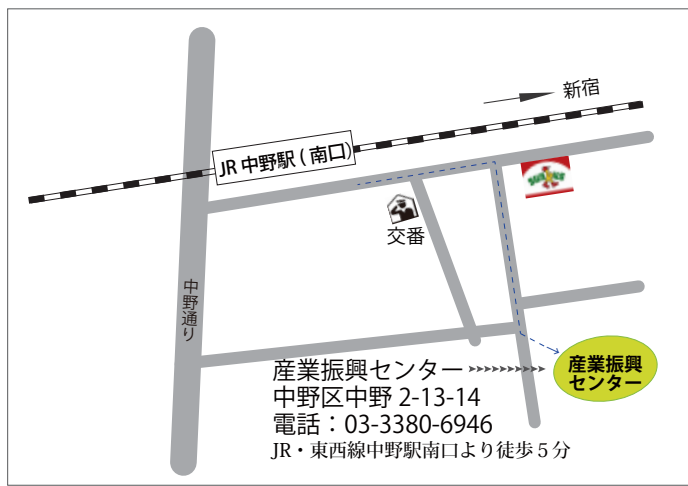 新宿
JR 中野駅 ( 南口)
交番
中野通り
産業振興センター
中野区中野 2-13-14
電話：03-3380-6946
JR・東西線中野駅南口より徒歩５分
産業振興
センター